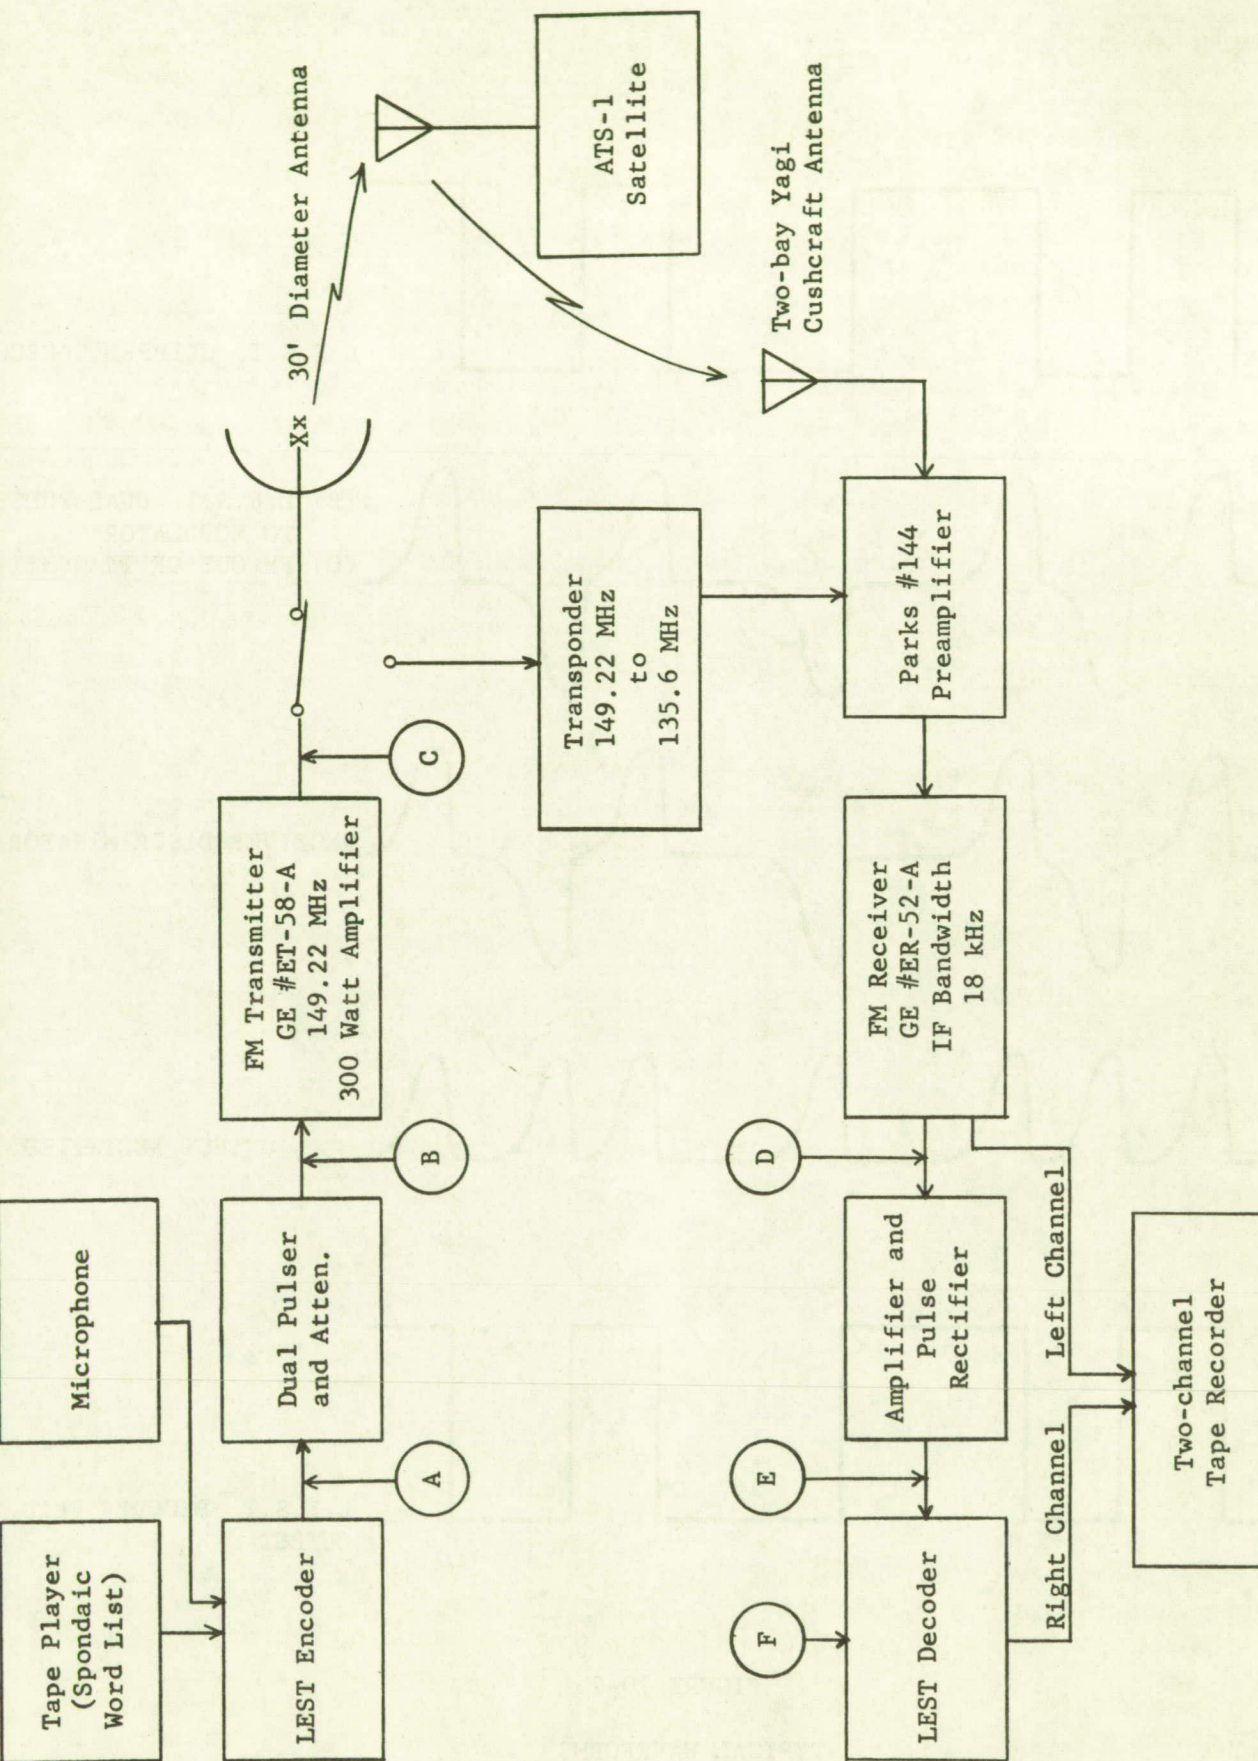 Tape Player
(Spondaic
Word List)
Microphone
LEST Encoder
A
Dual Pulser
and Atten.
B
FM Transmitter
GE #ET-58-A
149.22 MHz
300 Watt Amplifier
C
Xx 30' Diameter Antenna
ATS-1
Satellite
Transponder
149.22 MHz
to
135.6 MHz
Two-bay Yagi
Cushcraft Antenna
Parks #144
Preamplifier
FM Receiver
GE #ER-52-A
IF Bandwidth
18 kHz
D
Amplifier and
Pulse
Rectifier
E
F
LEST Decoder
Right Channel
Left Channel
Two-channel
Tape Recorder